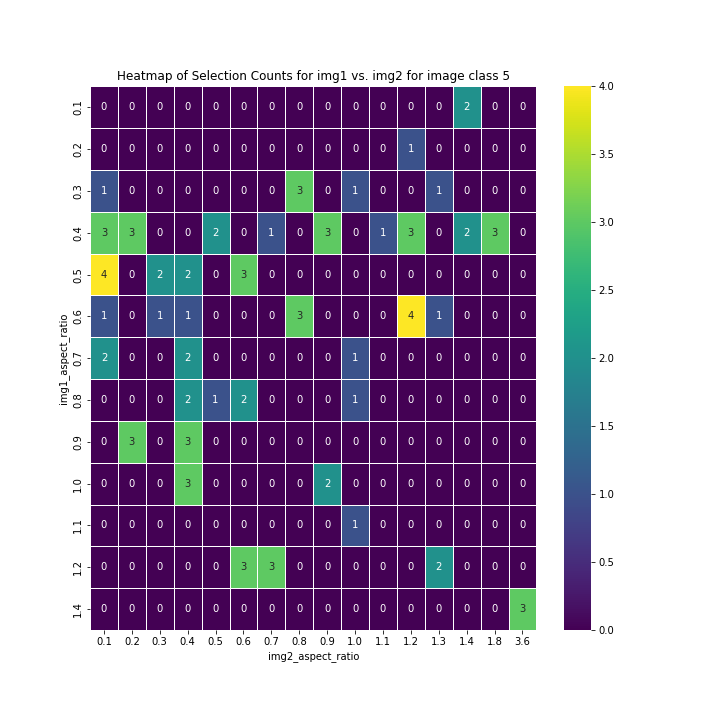 Heatmap of Selection Counts for img1 vs. img2 for image class 5
0.1 0 0 0 0 0 0 0 0 0 0 0 0 0 2 0 0
0.2 0 0 0 0 0 0 0 0 0 0 0 1 0 0 0 0
0.3 1 0 0 0 0 0 0 3 0 1 0 0 1 0 0 0
0.4 3 3 0 0 2 0 1 0 3 0 1 3 0 2 3 0
0.5 4 0 2 2 0 3 0 0 0 0 0 0 0 0 0 0
0.6 1 0 1 1 0 0 0 3 0 0 0 4 1 0 0 0
0.7 2 0 0 2 0 0 0 0 0 1 0 0 0 0 0 0
0.8 0 0 0 2 1 2 0 0 0 1 0 0 0 0 0 0
0.9 0 3 0 3 0 0 0 0 0 0 0 0 0 0 0 0
1.0 0 0 0 3 0 0 0 0 2 0 0 0 0 0 0 0
1.1 0 0 0 0 0 0 0 0 0 1 0 0 0 0 0 0
1.2 0 0 0 0 0 3 3 0 0 0 0 0 2 0 0 0
1.4 0 0 0 0 0 0 0 0 0 0 0 0 0 0 0 3
0.1 0.2 0.3 0.4 0.5 0.6 0.7 0.8 0.9 1.0 1.1 1.2 1.3 1.4 1.8 3.6
img2_aspect_ratio
img1_aspect_ratio
4.0
3.5
3.0
2.5
2.0
1.5
1.0
0.5
0.0